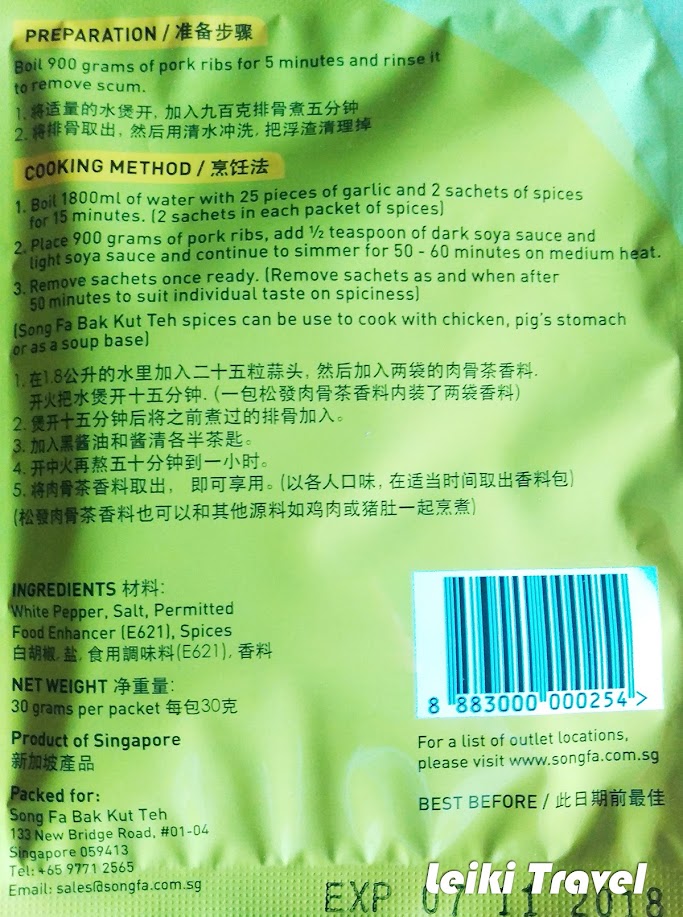 PREPARATION / 准备步骤
Boil 900 grams of pork ribs for 5 minutes and rinse it
to remove scum.
1. 将适量的水煲开, 加入九百克排骨煮五分钟
2. 将排骨取出, 然后用清水冲洗, 把浮渣清理掉
COOKING METHOD / 烹饪法
1. Boil 1800ml of water with 25 pieces of garlic and 2 sachets of spices
for 15 minutes. (2 sachets in each packet of spices)
2. Place 900 grams of pork ribs, add ½ teaspoon of dark soya sauce and
light soya sauce and continue to simmer for 50 - 60 minutes on medium heat.
3. Remove sachets once ready. (Remove sachets as and when after
50 minutes to suit individual taste on spiciness)
(Song Fa Bak Kut Teh spices can be use to cook with chicken, pig's stomach
or as a soup base)
1. 在1.8公升的水里加入二十五粒蒜头, 然后加入两袋的肉骨茶香料.
开火把水煲开十五分钟. (一包松發肉骨茶香料内装了两袋香料)
2. 煲开十五分钟后将之前煮过的排骨加入。
3. 加入黑酱油和酱清各半茶匙。
4. 开中火再熬五十分钟到一小时。
5. 将肉骨茶香料取出, 即可享用。(以各人口味, 在适当时间取出香料包)
(松發肉骨茶香料也可以和其他源料如鸡肉或猪肚一起烹煮)
INGREDIENTS 材料:
White Pepper, Salt, Permitted
Food Enhancer (E621), Spices
白胡椒, 盐, 食用調味料(E621), 香料
NET WEIGHT 净重量:
30 grams per packet 每包30克
Product of Singapore
新加坡產品
Packed for:
Song Fa Bak Kut Teh
133 New Bridge Road, #01-04
Singapore 059413
Tel: +65 9771 2565
Email: sales@songfa.com.sg
8 883000 000254 >
For a list of outlet locations,
please visit www.songfa.com.sg
BEST BEFORE / 此日期前最佳
EXP 07 11 2018
Leiki Travel